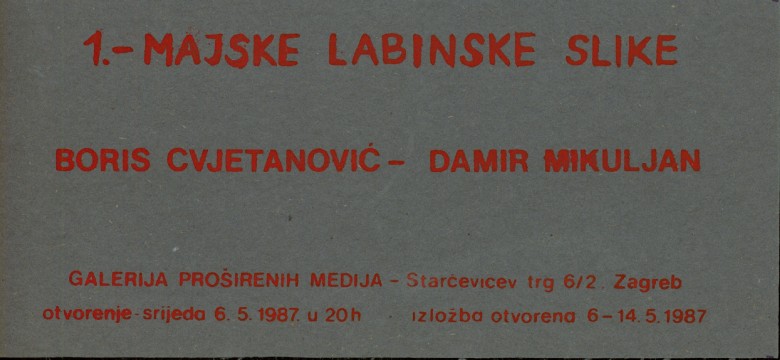 1.- MAJSKE LABINSKE SLIKE
BORIS CVJETANOVIĆ - DAMIR MIKULJAN
GALERIJA PROŠIRENIH MEDIJA - Starčevićev trg 6/2. Zagreb
otvorenje-srijeda 6.5.1987. u 20h izložba otvorena 6-14.5.1987